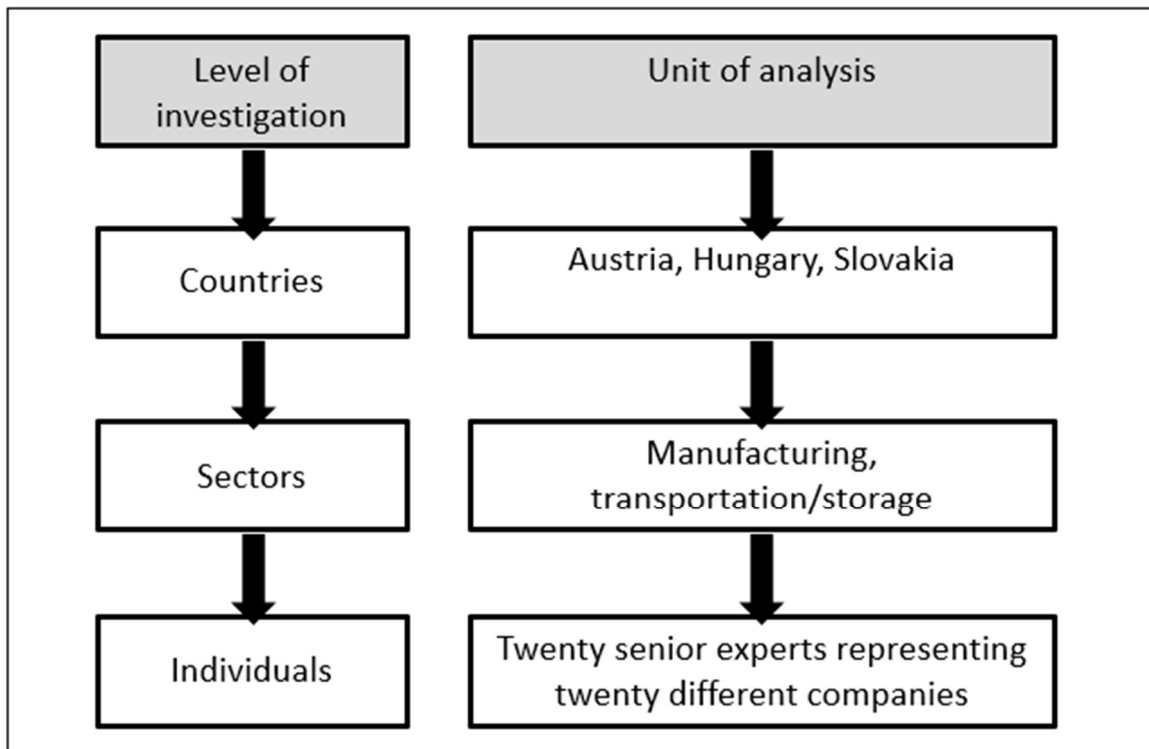 Level of
investigation
Unit of analysis
Countries
Austria, Hungary, Slovakia
Sectors
Manufacturing,
transportation/storage
Individuals
Twenty senior experts representing
twenty different companies